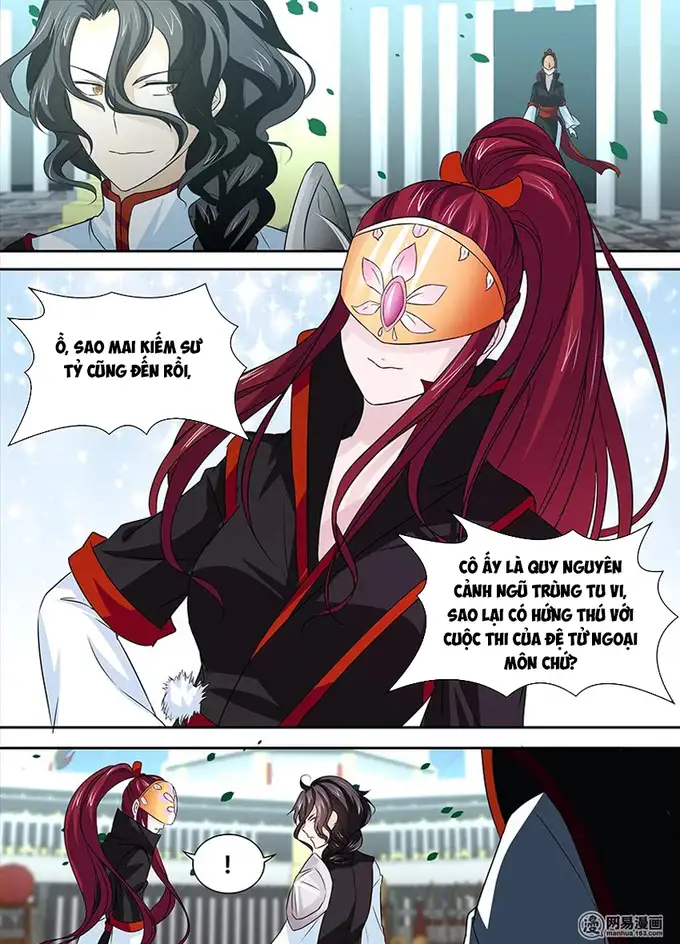 Ồ, SAO MAI KIẾM SƯ
TỶ CŨNG ĐẾN RỒI,
CÔ ẤY LÀ QUY NGUYÊN
CẢNH NGŨ TRÙNG TU VI,
SAO LẠI CÓ HỨNG THÚ VỚI
CUỘC THI CỦA ĐỆ TỬ NGOẠI
MÔN CHỨ?
!
网易漫画
manhua.163.com